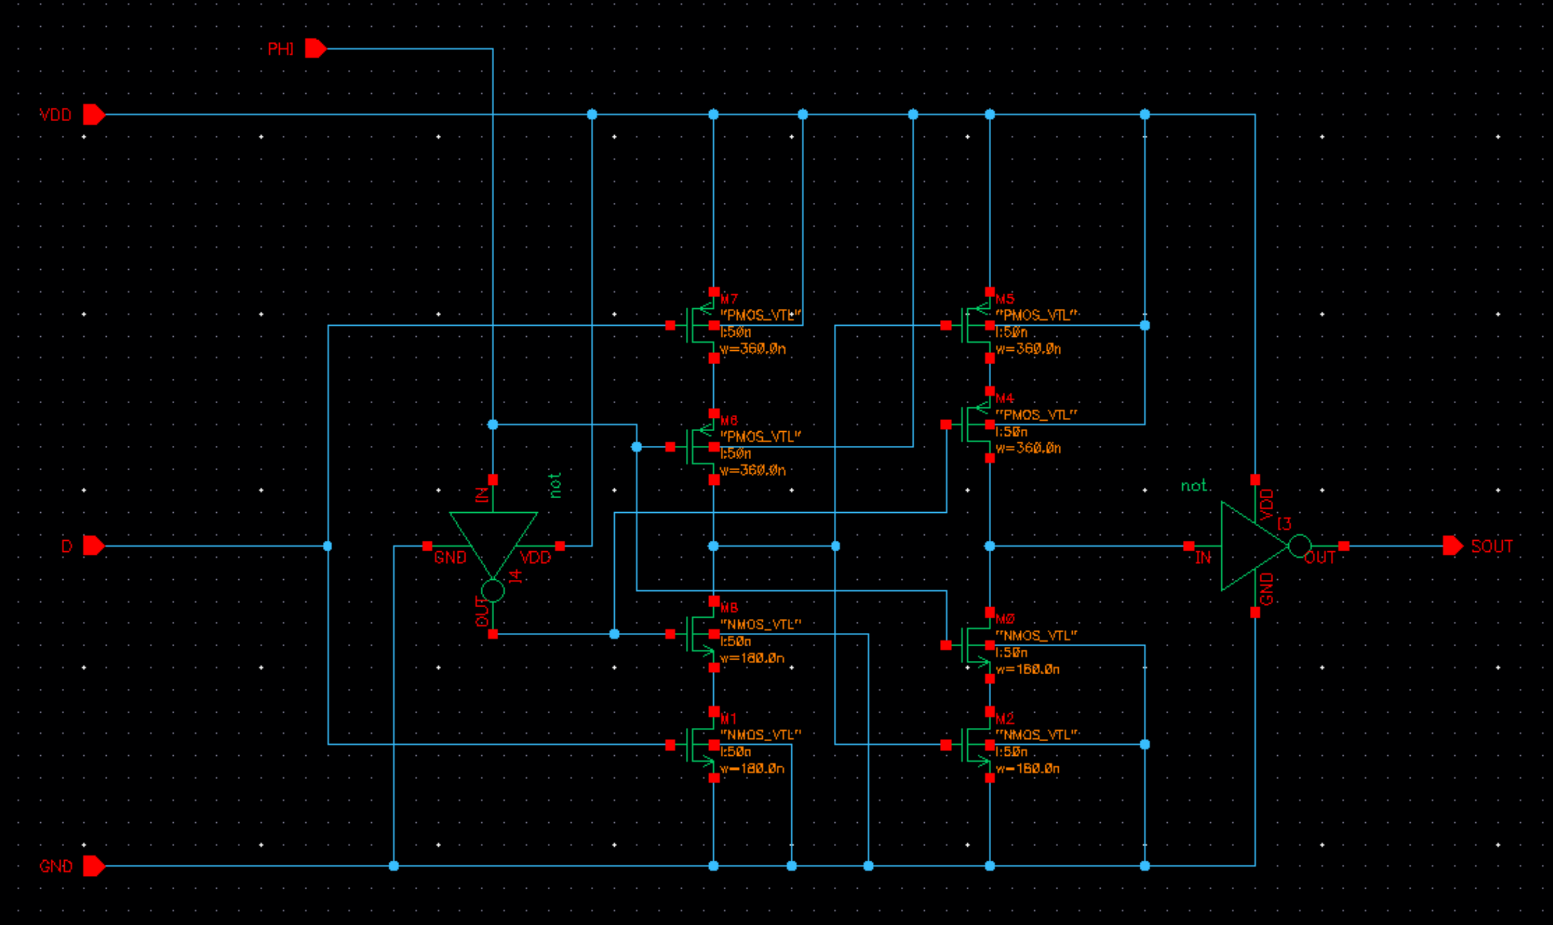 PHI
VDD
M7
"PMOS_VTL"
l:50n
w=360.0n
M5
"PMOS_VTL"
l:50n
w=360.0n
M6
"PMOS_VTL"
l:50n
w=360.0n
M4
"PMOS_VTL"
l:50n
w=360.0n
not
IN
GND
VDD
I4
OUT
D
not
VDD
I3
IN
OUT
GND
SOUT
M8
"NMOS_VTL"
l:50n
w=180.0n
M0
"NMOS_VTL"
l:50n
w=180.0n
M1
"NMOS_VTL"
l:50n
w=180.0n
M2
"NMOS_VTL"
l:50n
w=180.0n
GND